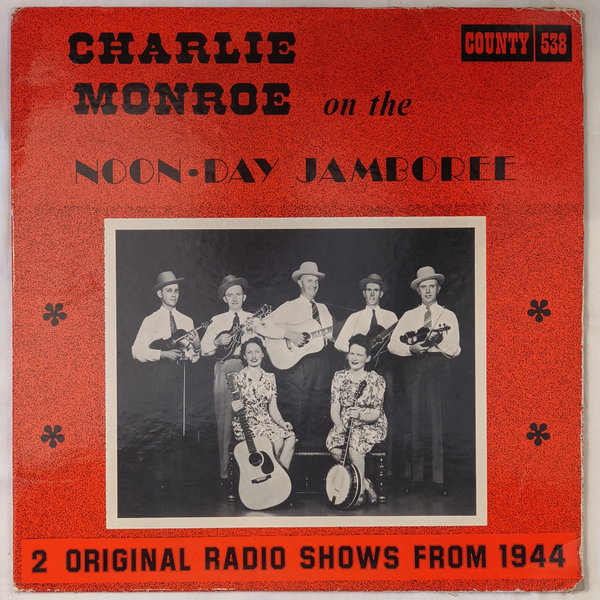 CHARLIE
COUNTY 538
MONROE on the
NOON-DAY JAMBOREE
2 ORIGINAL RADIO SHOWS FROM 1944